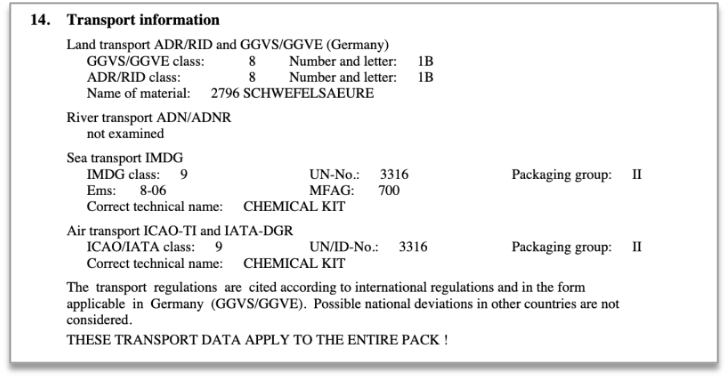 14. Transport information
Land transport ADR/RID and GGVS/GGVE (Germany)
GGVS/GGVE class: 8 Number and letter: 1B
ADR/RID class: 8 Number and letter: 1B
Name of material: 2796 SCHWEFELSAEURE
River transport ADN/ADNR
not examined
Sea transport IMDG
IMDG class: 9 UN-No.: 3316 Packaging group: II
Ems: 8-06 MFAG: 700
Correct technical name: CHEMICAL KIT
Air transport ICAO-TI and IATA-DGR
ICAO/IATA class: 9 UN/ID-No.: 3316 Packaging group: II
Correct technical name: CHEMICAL KIT
The transport regulations are cited according to international regulations and in the form
applicable in Germany (GGVS/GGVE). Possible national deviations in other countries are not
considered.
THESE TRANSPORT DATA APPLY TO THE ENTIRE PACK !